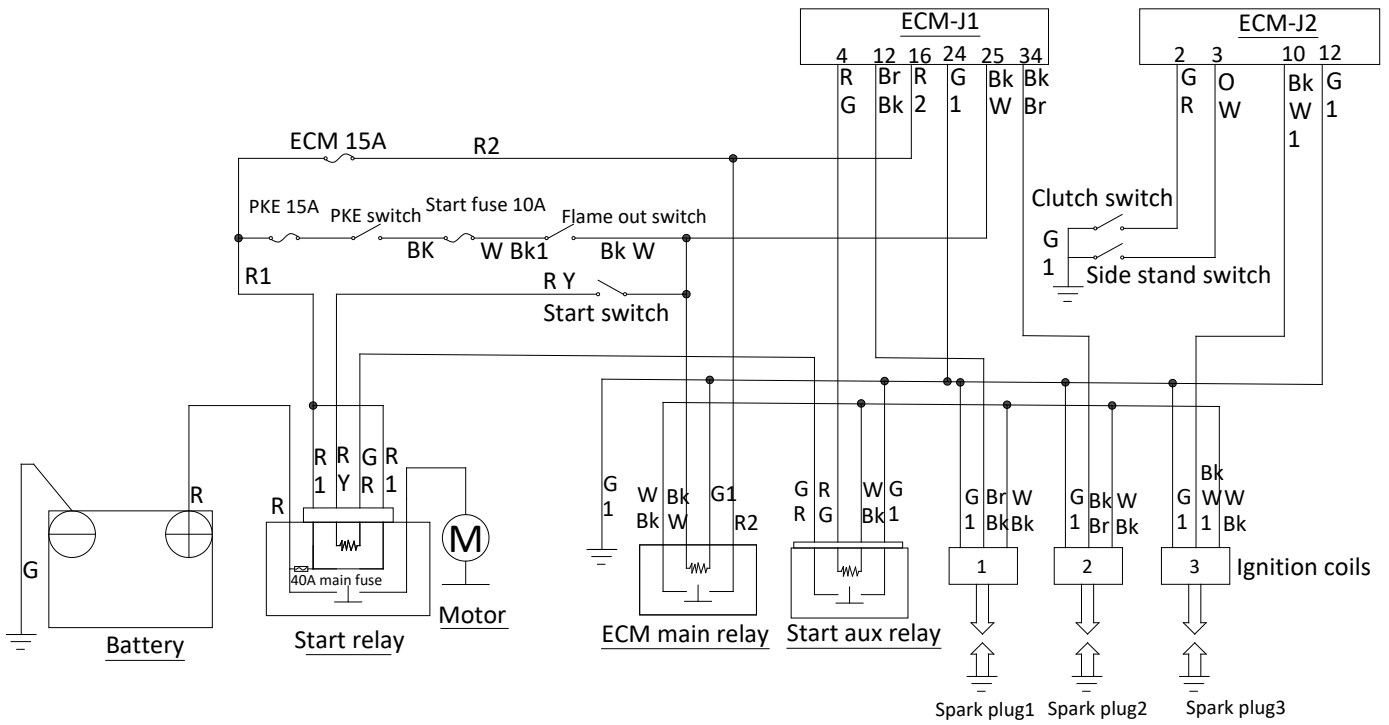 ECM-J1
ECM-J2
4 12 16 24 25 34
2 3 10 12
R Br R G Bk Bk
G Bk 2 1 W Br
G O Bk G
R W W 1
1
ECM 15A
R2
PKE 15A
PKE switch
Start fuse 10A
Flame out switch
BK
W Bk1
Bk W
Clutch switch
G
1
Side stand switch
R1
R Y
Start switch
R
R
R R G R
1 Y R 1
G
40A main fuse
M
Motor
Battery
Start relay
G
1
W Bk G1
Bk W R2
ECM main relay
G R W G
R G Bk 1
Start aux relay
G Br W
1 Bk Bk
1
G Bk W
1 Br Bk
2
Bk
G W W
1 1 Bk
3
Ignition coils
Spark plug1
Spark plug2
Spark plug3